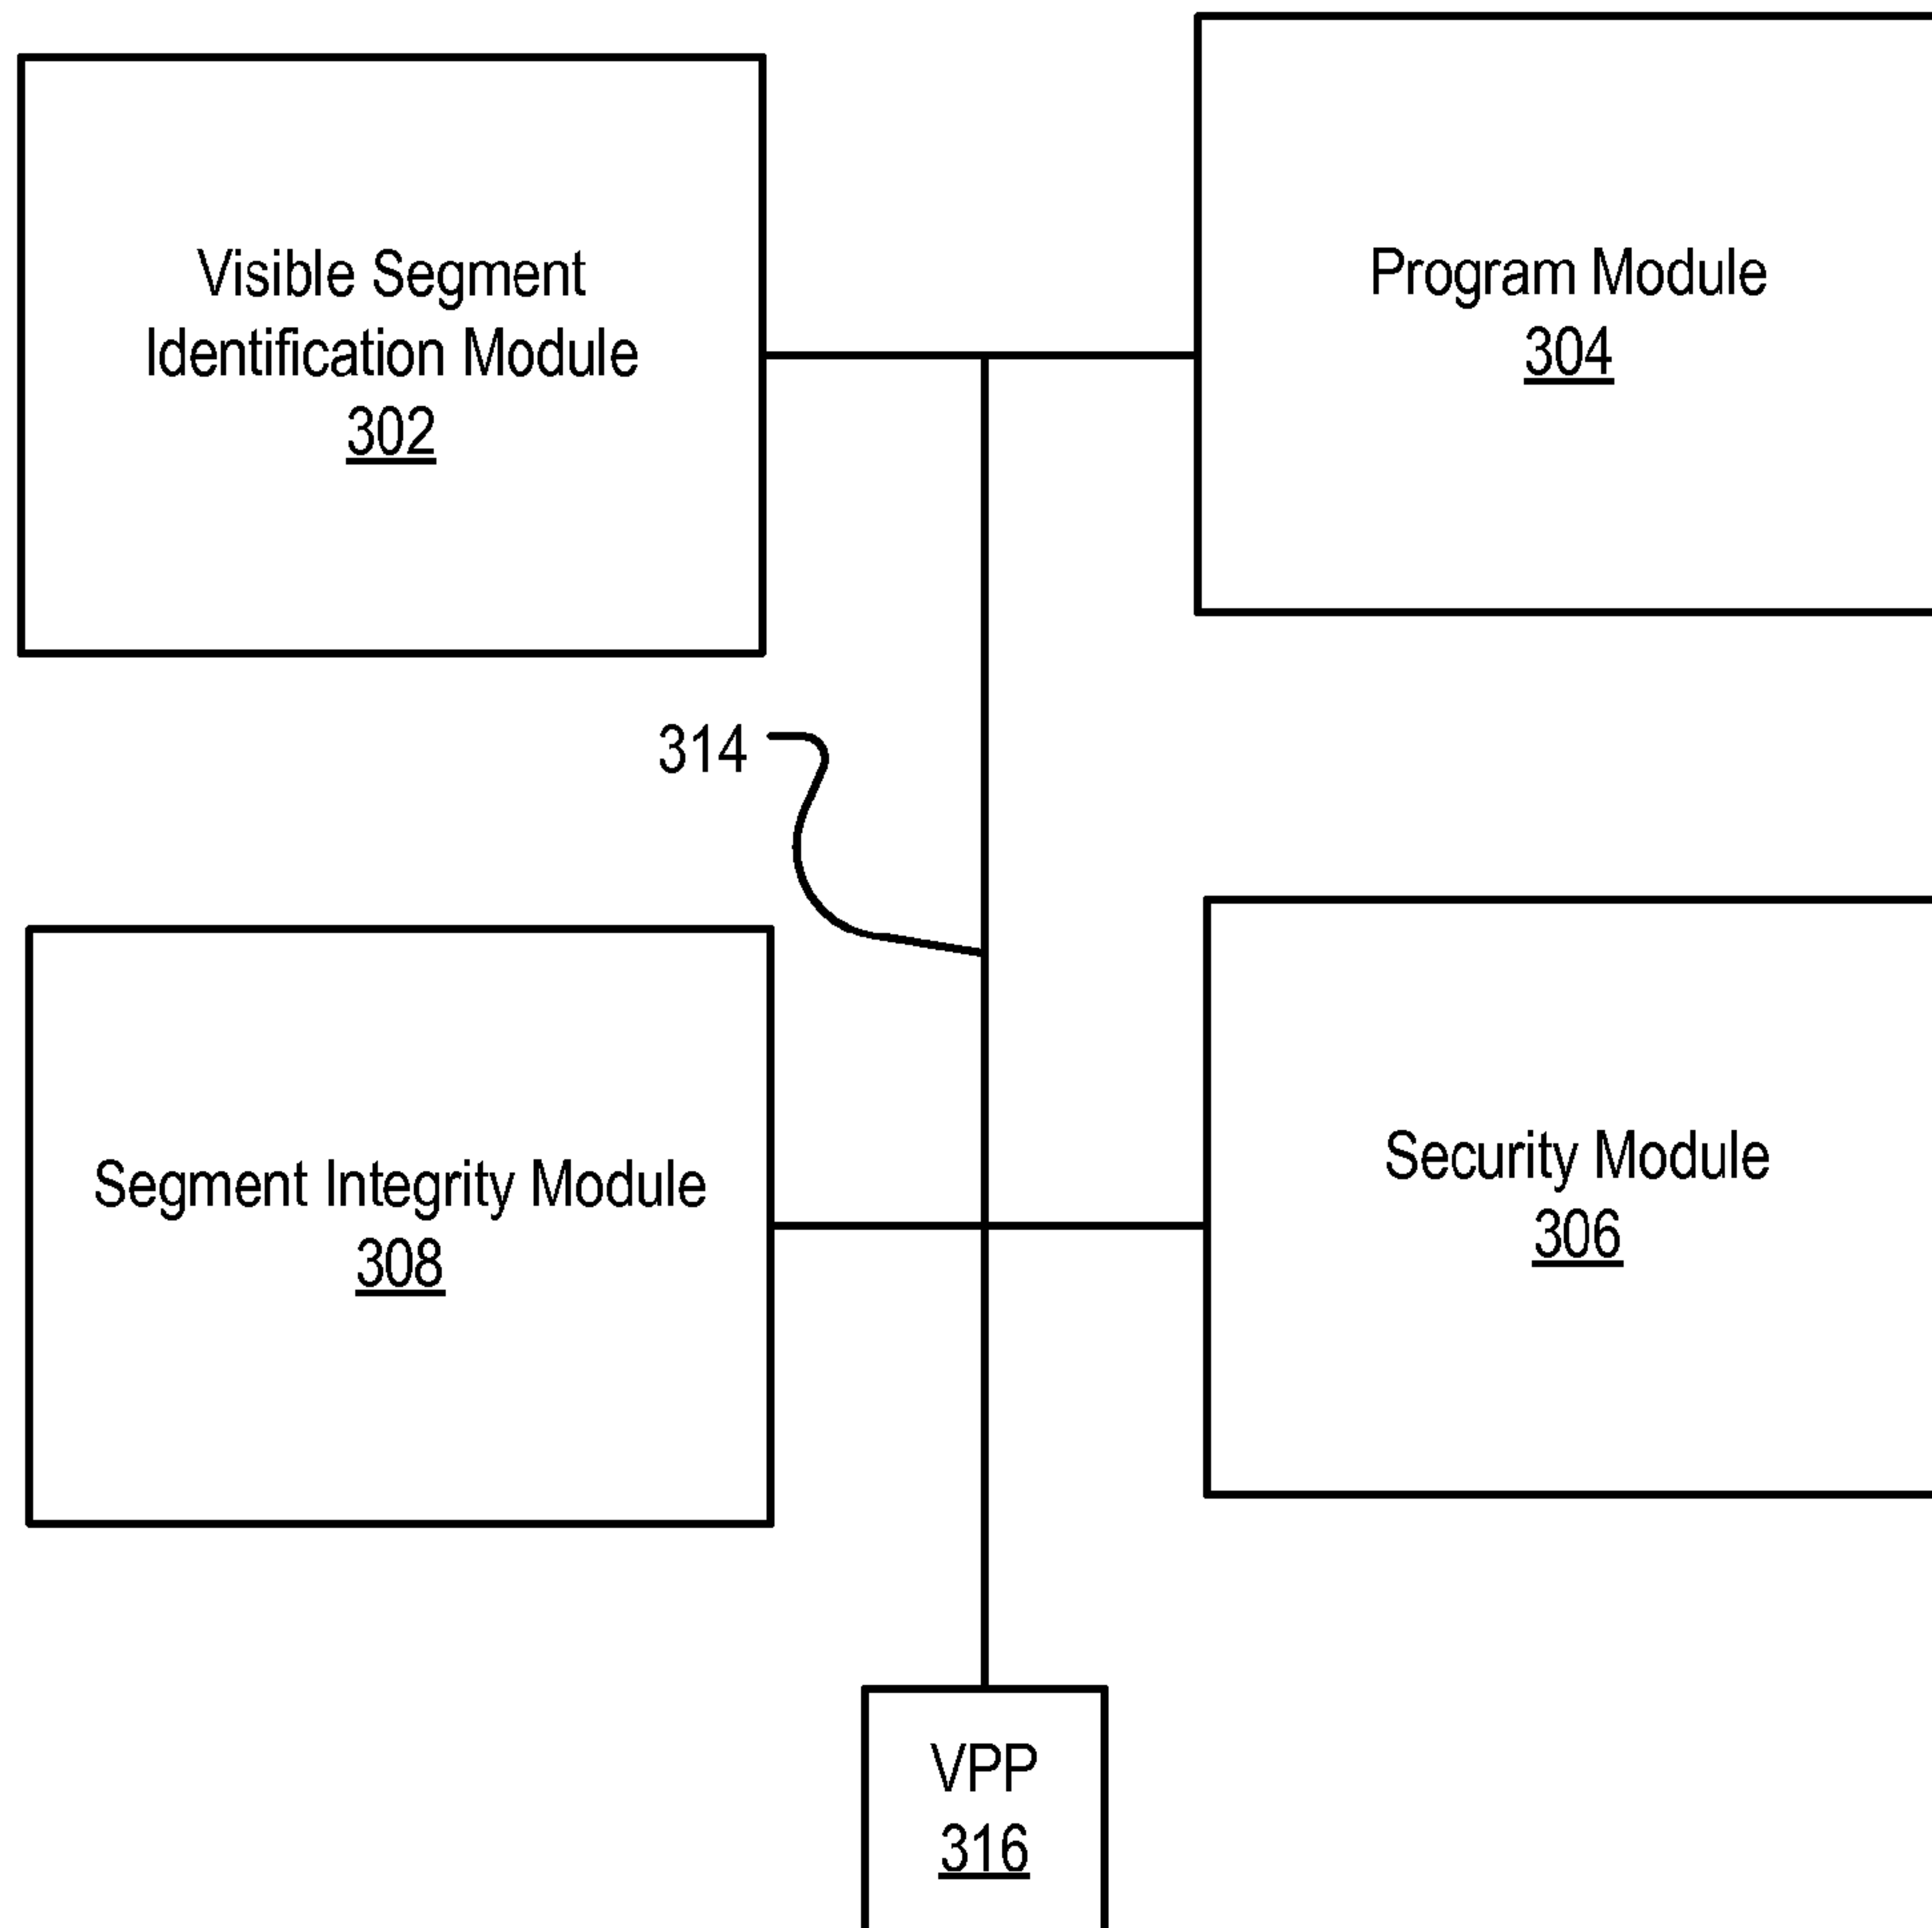 Visible Segment
Identification Module
302
Program Module
304
314
Segment Integrity Module
308
Security Module
306
VPP
316